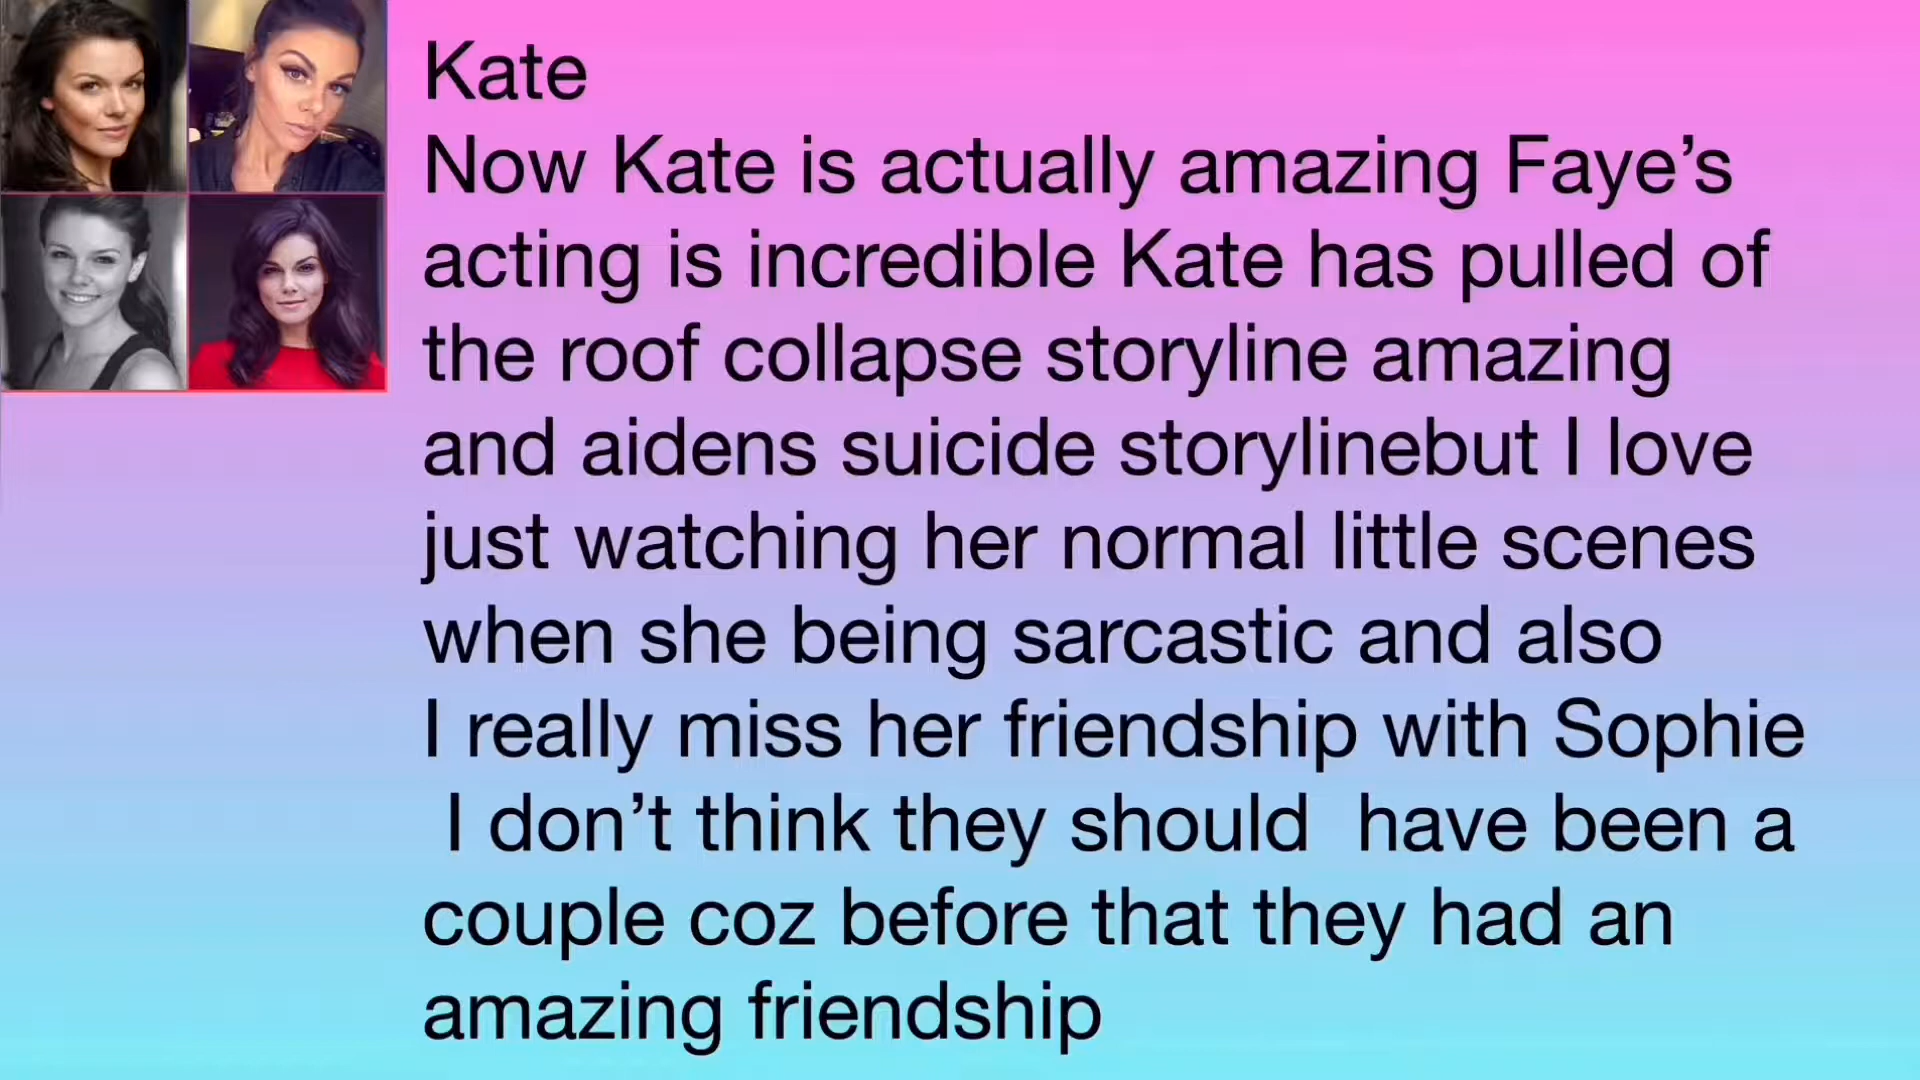 Kate
Now Kate is actually amazing Faye’s
acting is incredible Kate has pulled of
the roof collapse storyline amazing
and aidens suicide storylinebut I love
just watching her normal little scenes
when she being sarcastic and also
I really miss her friendship with Sophie
I don’t think they should  have been a
couple coz before that they had an
amazing friendship